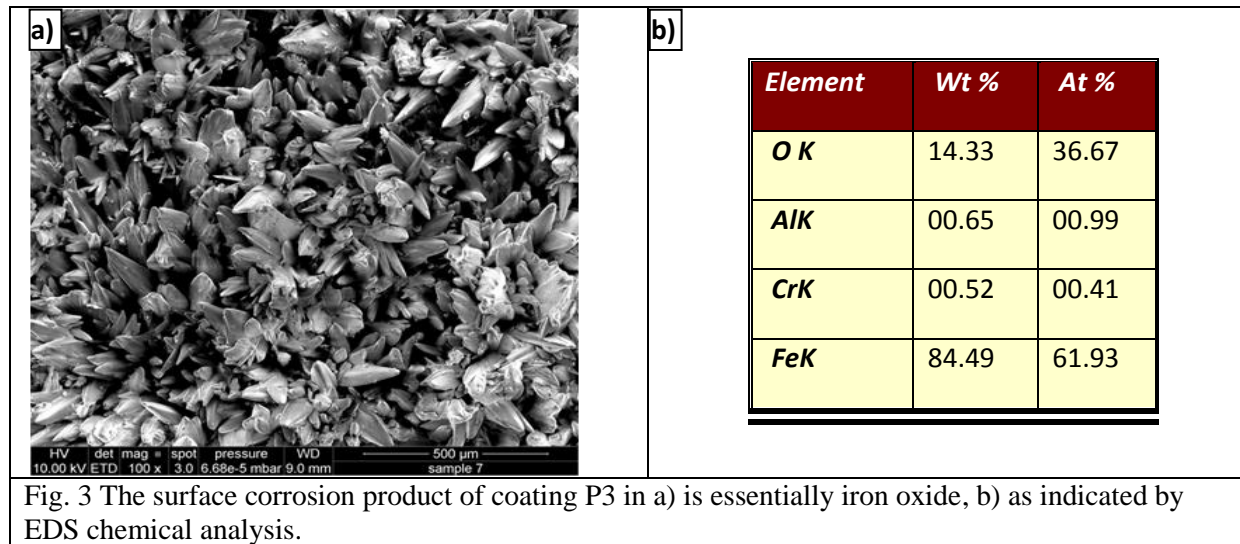 a)
HV det mag = spot pressure WD 500 µm
10.00 kV ETD 100 x 3.0 6.68e-5 mbar 9.0 mm sample 7
b)
Element Wt % At %
O K 14.33 36.67
AlK 00.65 00.99
CrK 00.52 00.41
FeK 84.49 61.93
Fig. 3 The surface corrosion product of coating P3 in a) is essentially iron oxide, b) as indicated by
EDS chemical analysis.